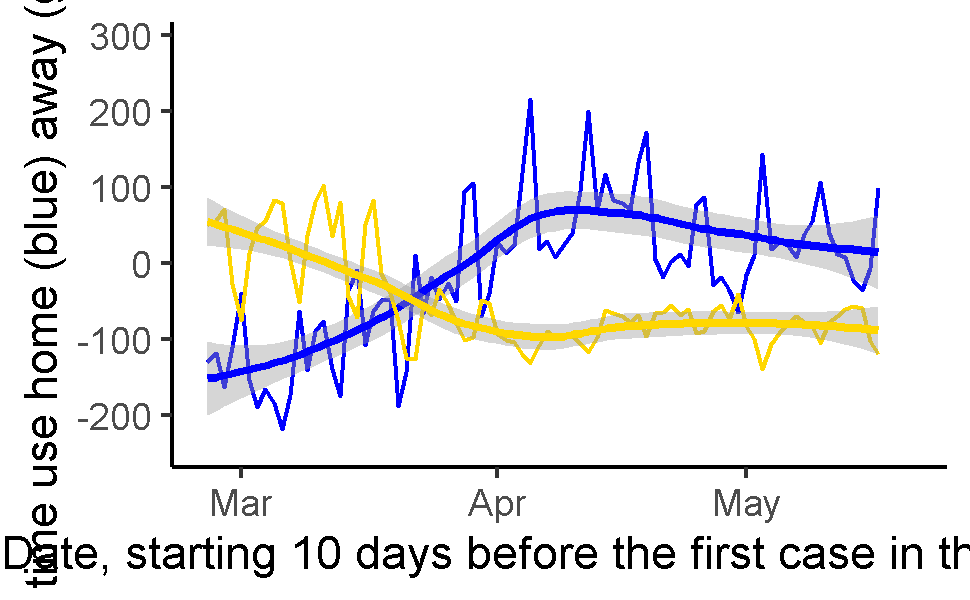 time use home (blue) away (
300
200
100
0
-100
-200
Mar Apr May
Date, starting 10 days before the first case in th